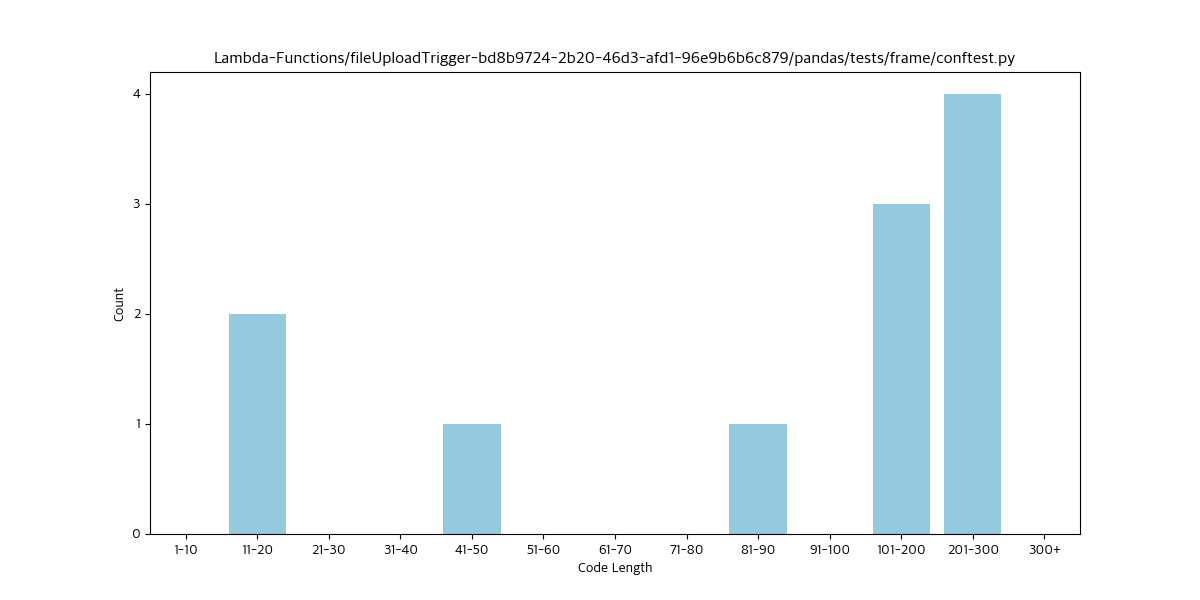 Lambda-Functions/fileUploadTrigger-bd8b9724-2b20-46d3-afd1-96e9b6b6c879/pandas/tests/frame/conftest.py
4
3
2
1
0
Count
1-10 11-20 21-30 31-40 41-50 51-60 61-70 71-80 81-90 91-100 101-200 201-300 300+
Code Length